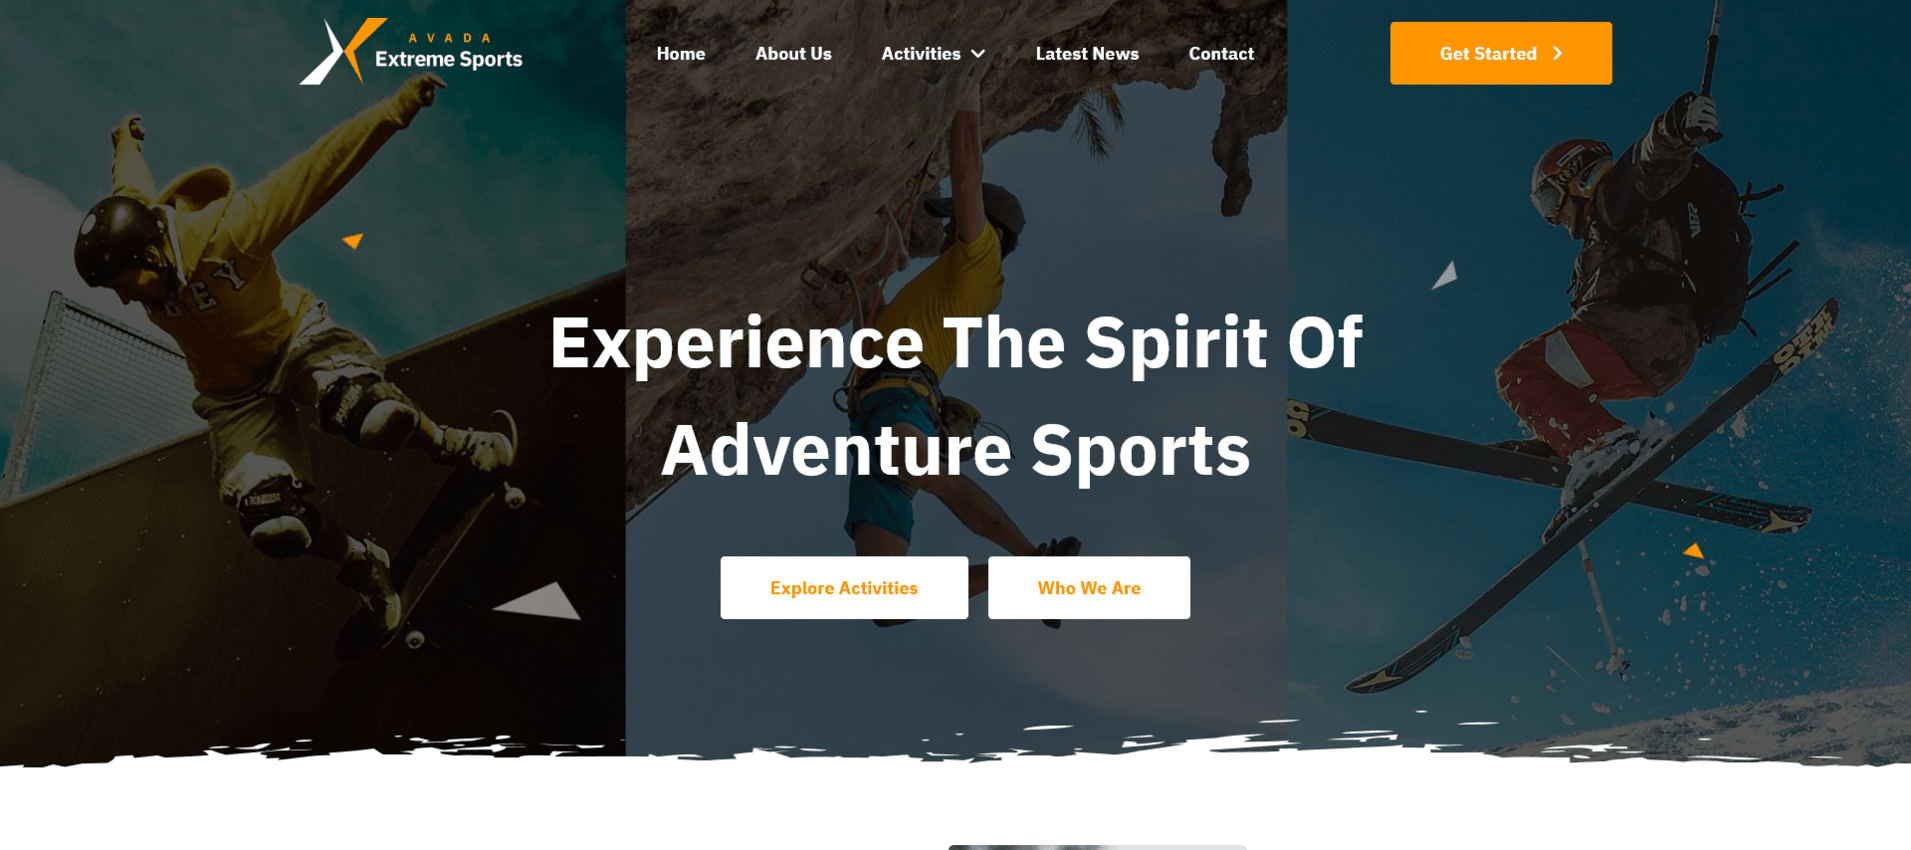 AVADA
Extreme Sports
Home
About Us
Activities
Latest News
Contact
Get Started
Experience The Spirit Of
Adventure Sports
Explore Activities
Who We Are